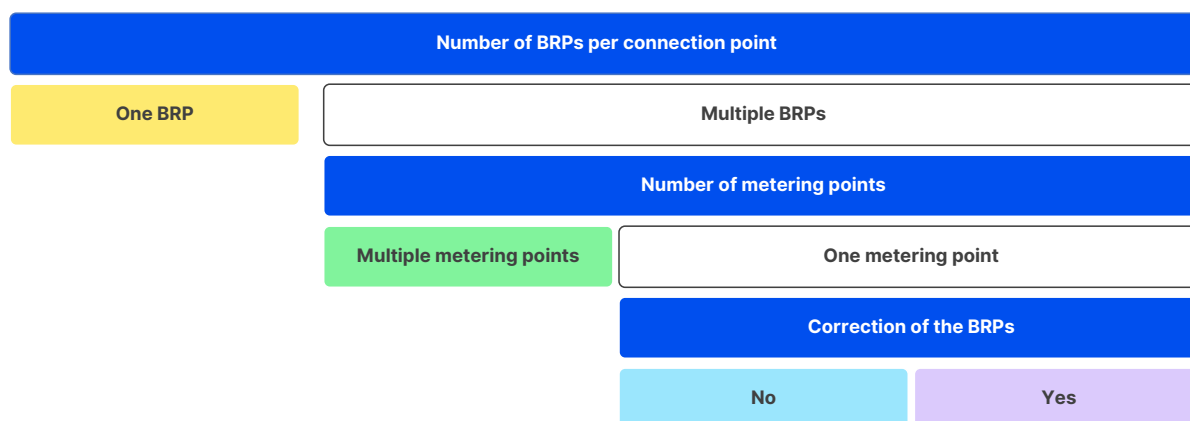 Number of BRPs per connection point
One BRP
Multiple BRPs
Number of metering points
Multiple metering points
One metering point
Correction of the BRPs
No
Yes